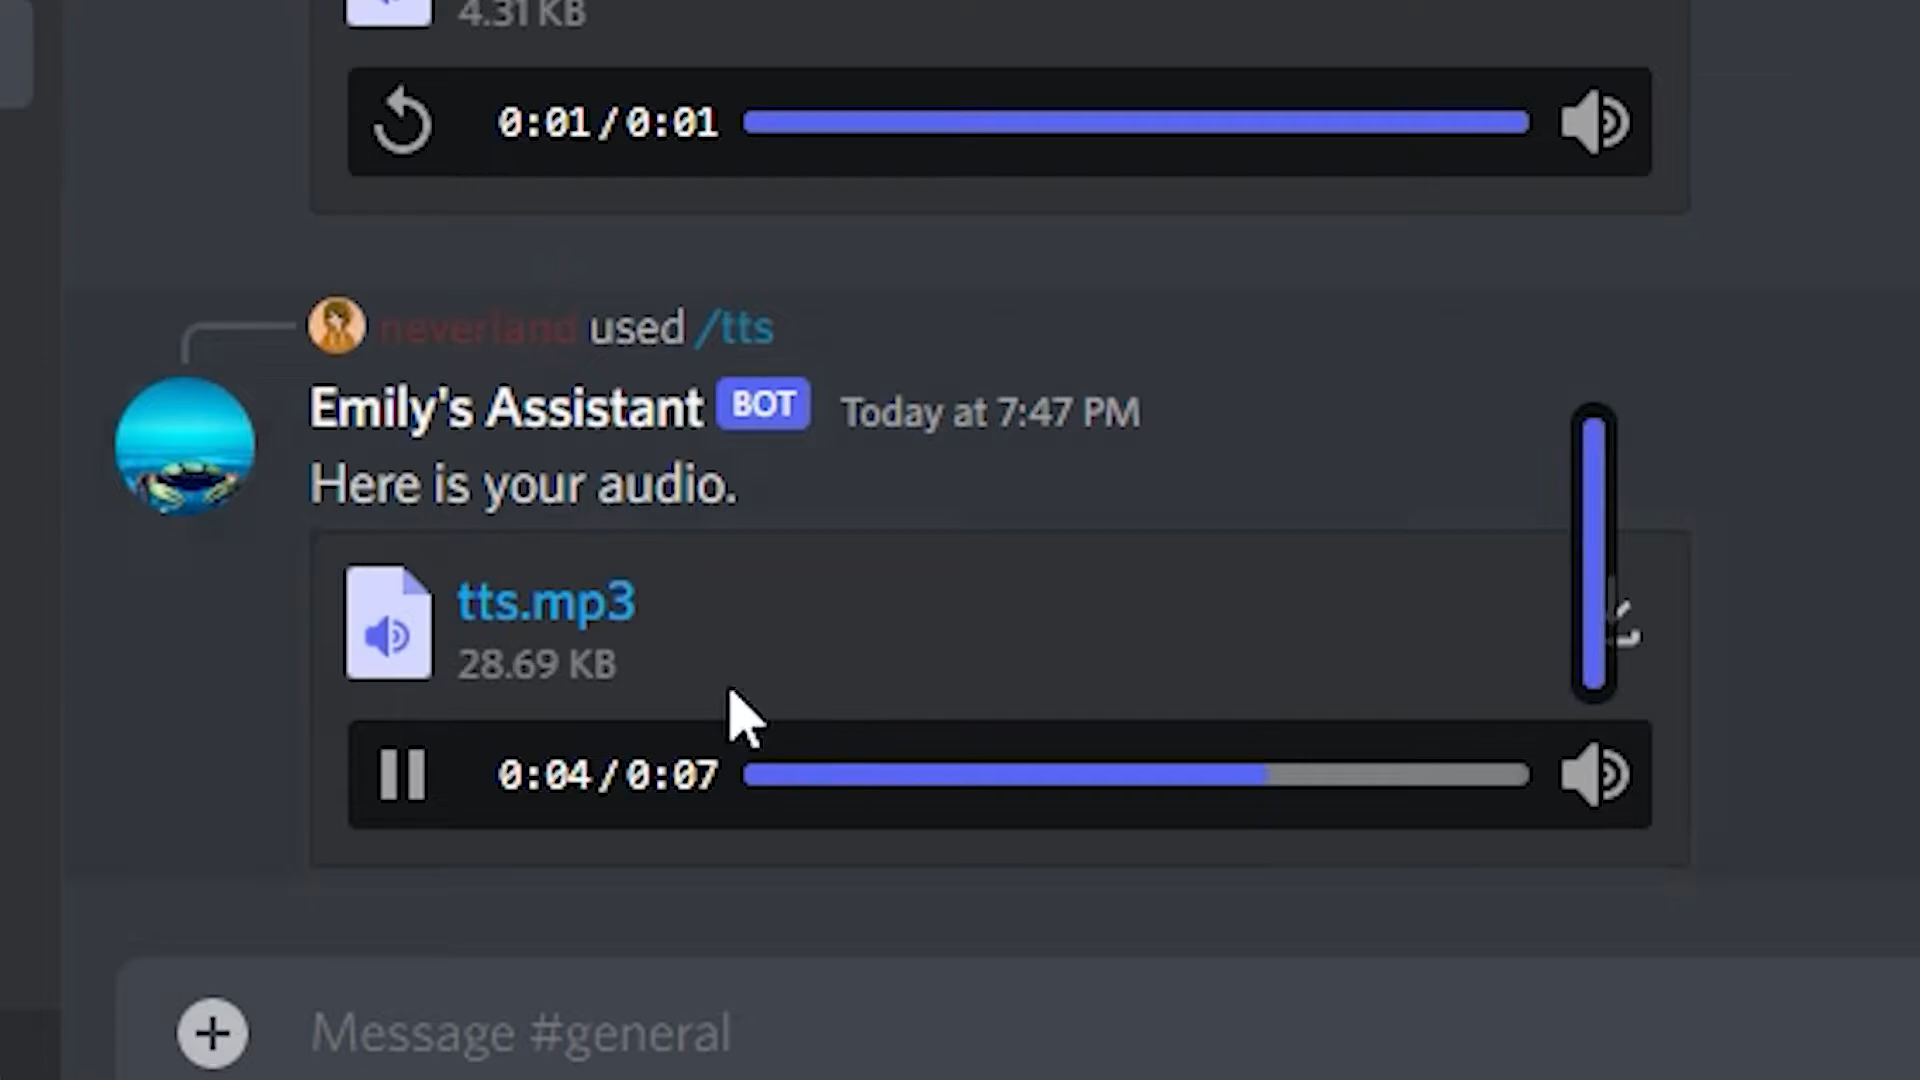 4.31 KB
0:01/0:01
neverland used /tts
Emily's Assistant BOT Today at 7:47 PM
Here is your audio.
tts.mp3
28.69 KB
0:04/0:07
Message #general